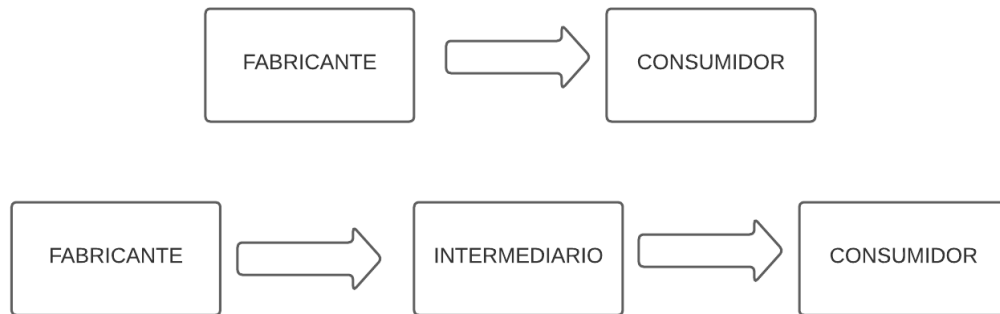 FABRICANTE
CONSUMIDOR
FABRICANTE
INTERMEDIARIO
CONSUMIDOR